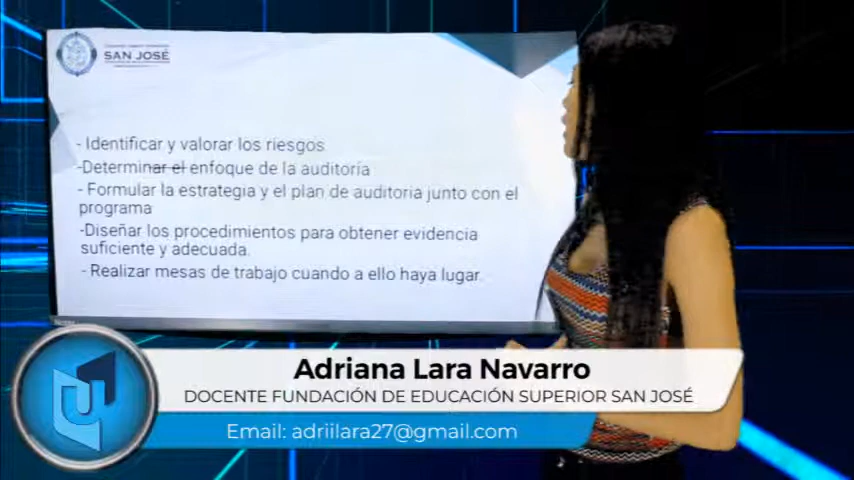 SAN JOSÉ
- Identificar y valorar los riesgos
-Determinar el enfoque de la auditoría
- Formular la estrategia y el plan de auditoria junto con el
programa
-Diseñar los procedimientos para obtener evidencia
suficiente y adecuada.
- Realizar mesas de trabajo cuando a ello haya lugar.
Adriana Lara Navarro
DOCENTE FUNDACIÓN DE EDUCACIÓN SUPERIOR SAN JOSÉ
Email: adriilara27@gmail.com